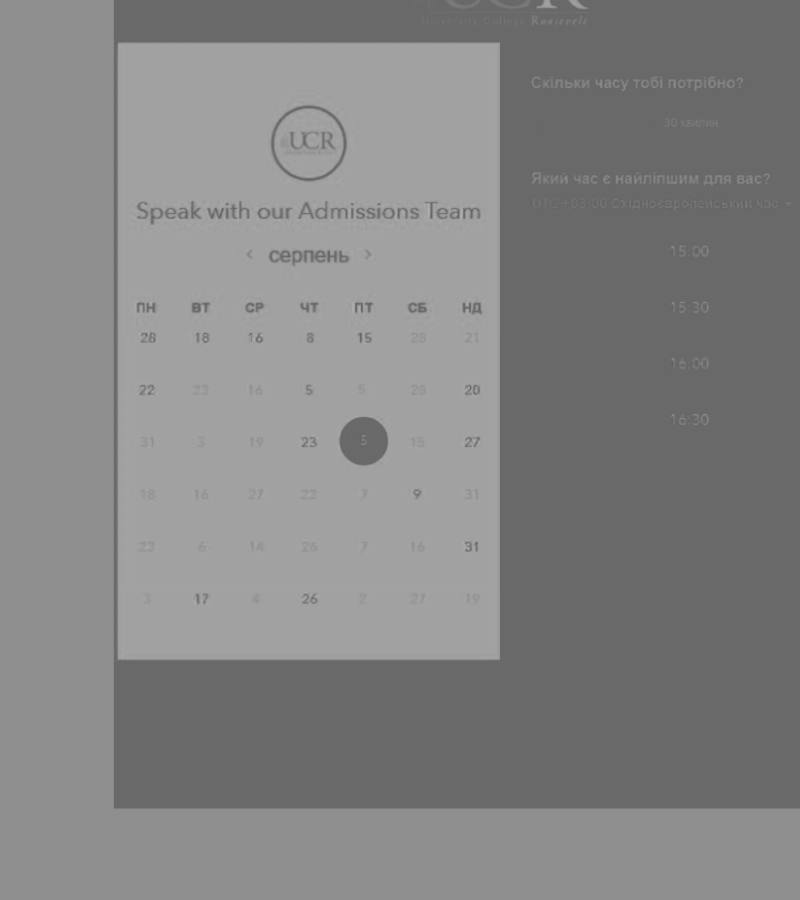 UCR
University College Roosevelt
UCR
Speak with our Admissions Team
‹ серпень ›
ПН ВТ СР ЧТ ПТ СБ НД
28 18 16 8 15 28 21
22 23 16 5 5 28 20
31 3 19 23 5 15 27
18 16 27 23 7 9 31
23 6 14 26 7 16 31
3 17 4 26 2 27 19
Скільки часу тобі потрібно?
30 хвилин
Який час є найліпшим для вас?
UTC +03:00 Східноєвропейський час
15:00
15:30
16:00
16:30